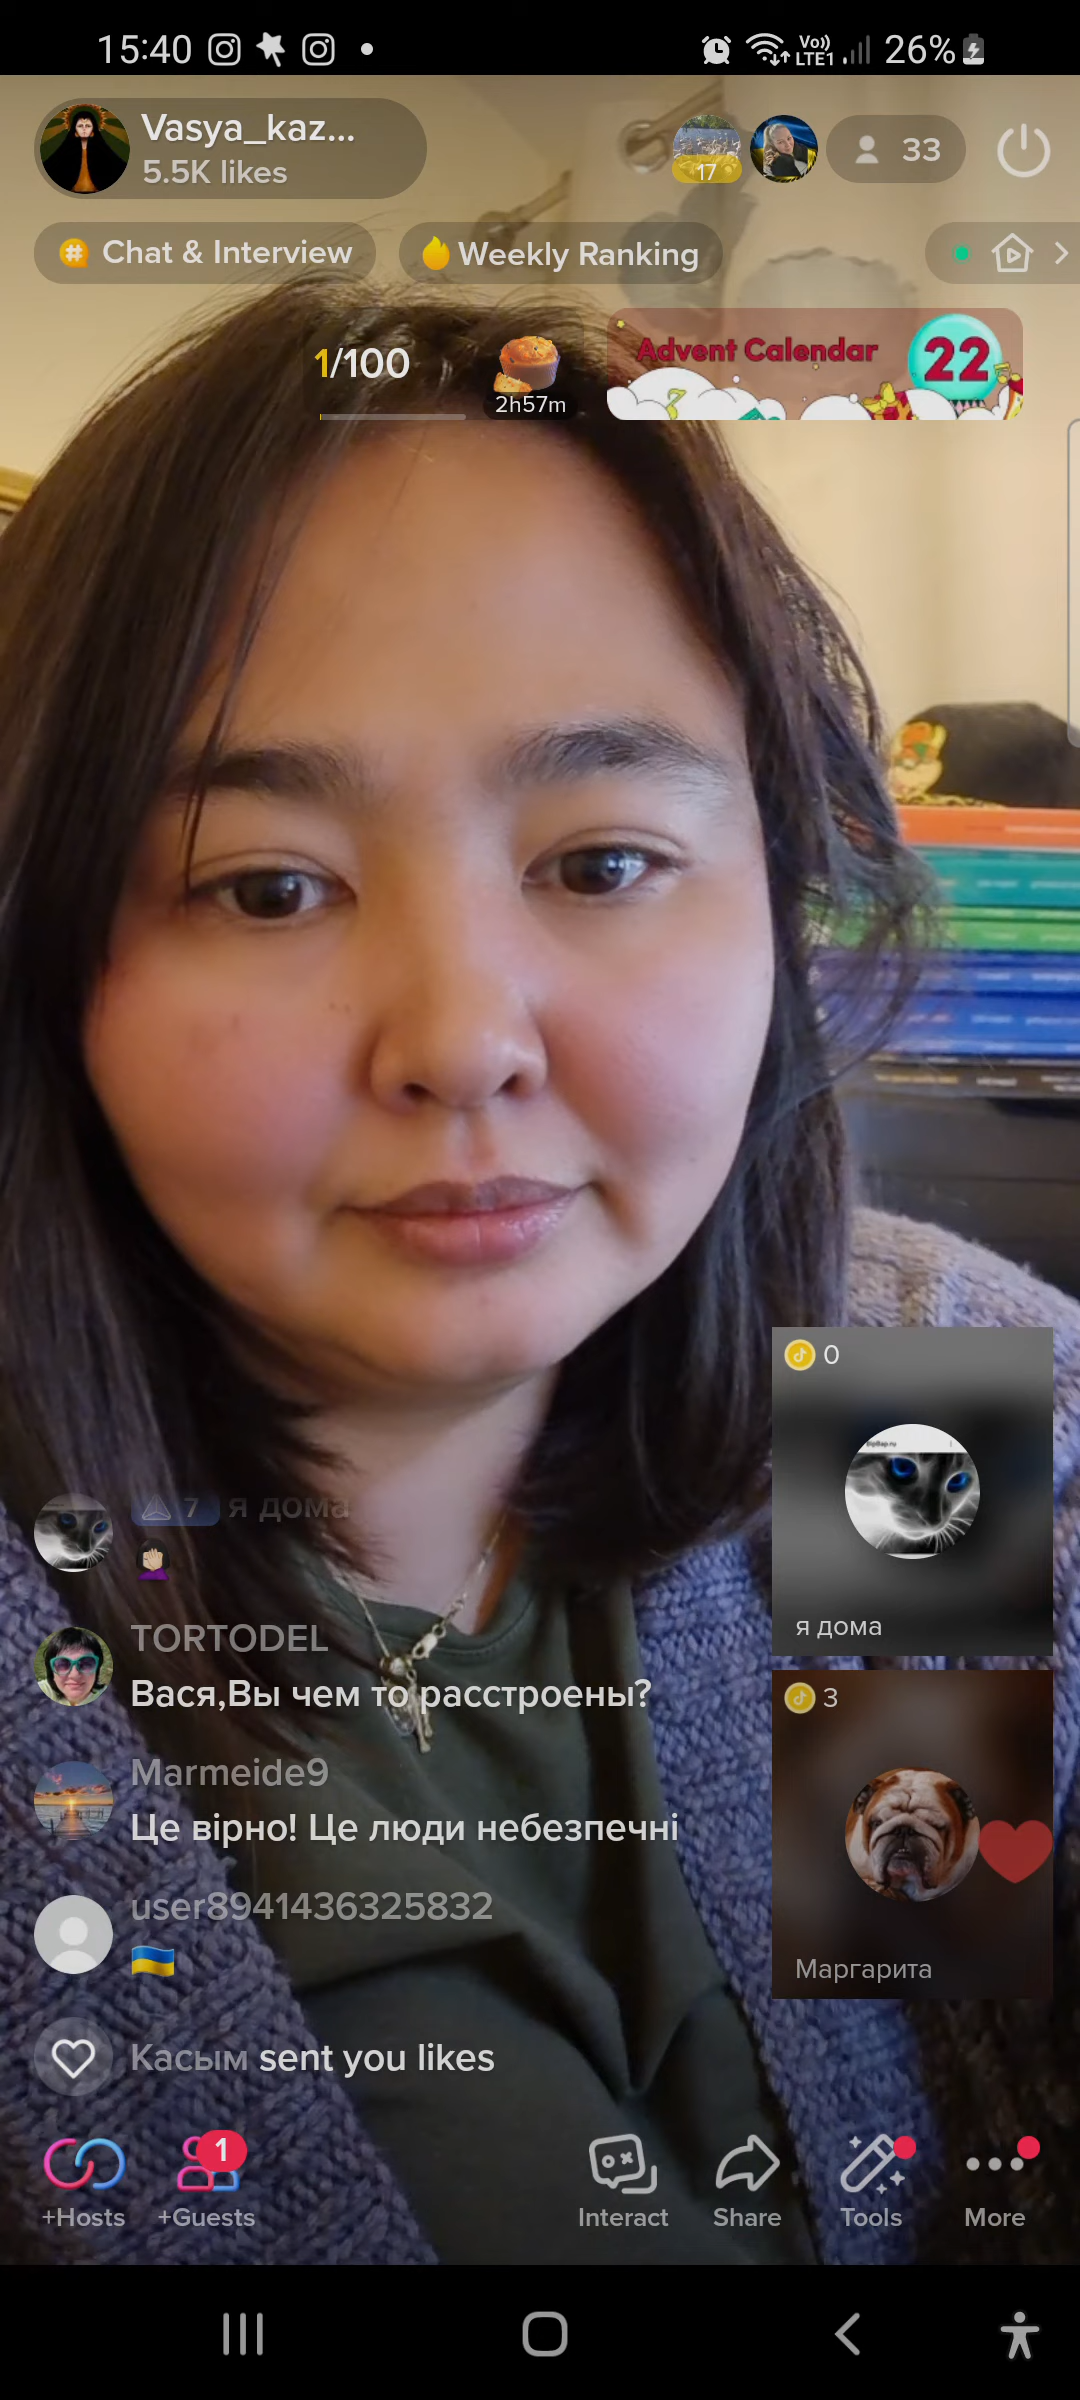 15:40
Vo))
LTE1
26%
Vasya_kaz...
5.5K likes
17
33
Chat & Interview
Weekly Ranking
1/100
2h57m
Advent Calendar
22
0
я дома
3
Маргарита
7 я дома
TORTODEL
Вася,Вы чем то расстроены?
Marmeide9
Це вірно! Це люди небезпечні
user8941436325832
Касым sent you likes
1
+Hosts
+Guests
Interact
Share
Tools
More